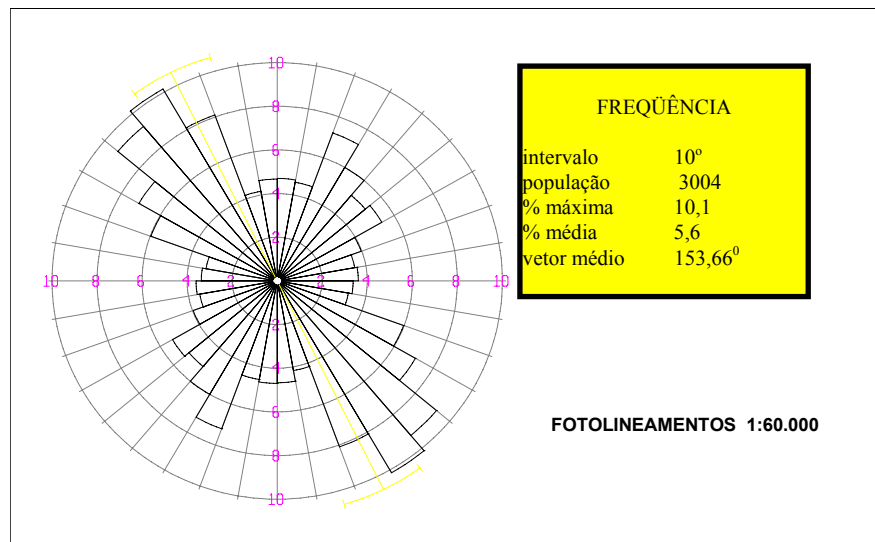 10
8
6
4
2
10 8 6 4 2 2 4 6 8 10
2
4
6
8
10
FREQÜÊNCIA
intervalo 10º
população 3004
% máxima 10,1
% média 5,6
vetor médio 153,66⁰
FOTOLINEAMENTOS 1:60.000